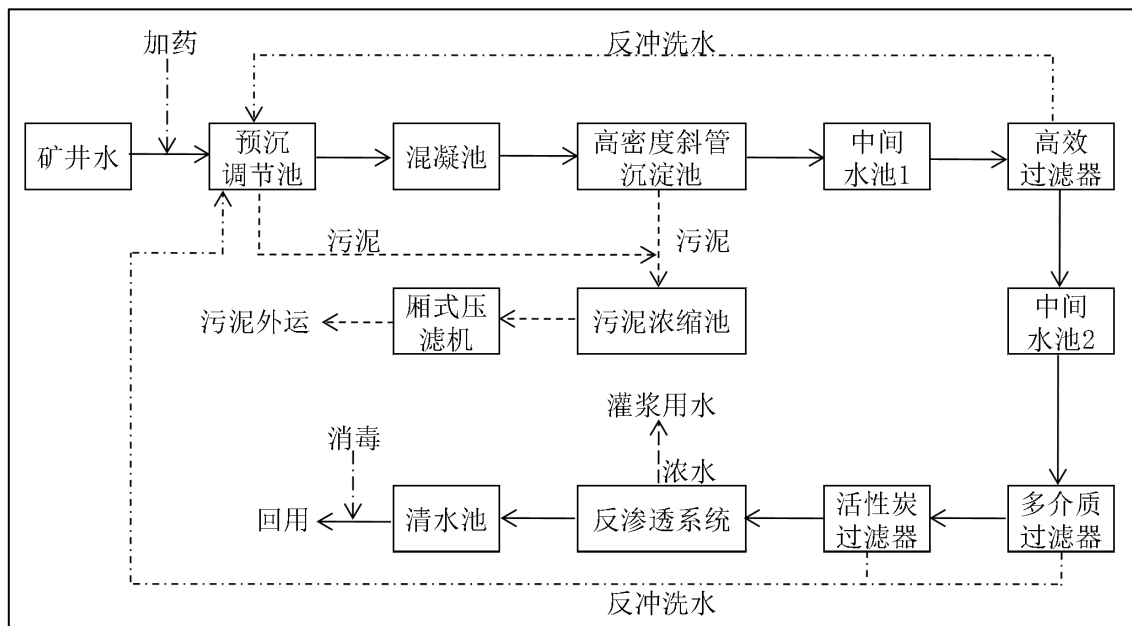 加药
反冲洗水
矿井水
预沉
调节池
混凝池
高密度斜管
沉淀池
中间
水池1
高效
过滤器
污泥
污泥
污泥外运
厢式压
滤机
污泥浓缩池
中间
水池2
灌浆用水
消毒
浓水
回用
清水池
反渗透系统
活性炭
过滤器
多介质
过滤器
反冲洗水